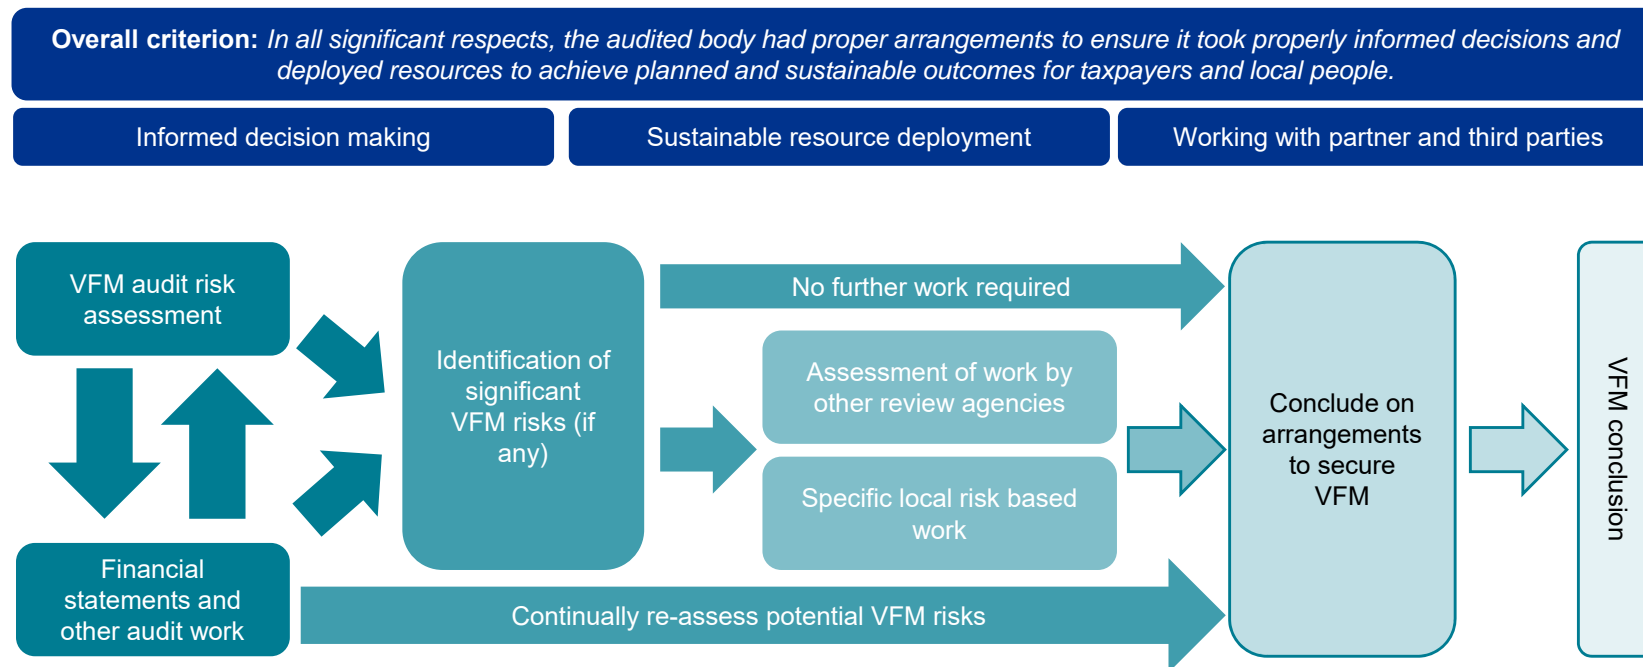 Overall criterion: In all significant respects, the audited body had proper arrangements to ensure it took properly informed decisions and
deployed resources to achieve planned and sustainable outcomes for taxpayers and local people.
Informed decision making
Sustainable resource deployment
Working with partner and third parties
VFM audit risk
assessment
Financial
statements and
other audit work
Identification of
significant
VFM risks (if
any)
No further work required
Assessment of work by
other review agencies
Specific local risk based
work
Continually re-assess potential VFM risks
Conclude on
arrangements
to secure
VFM
VFM conclusion